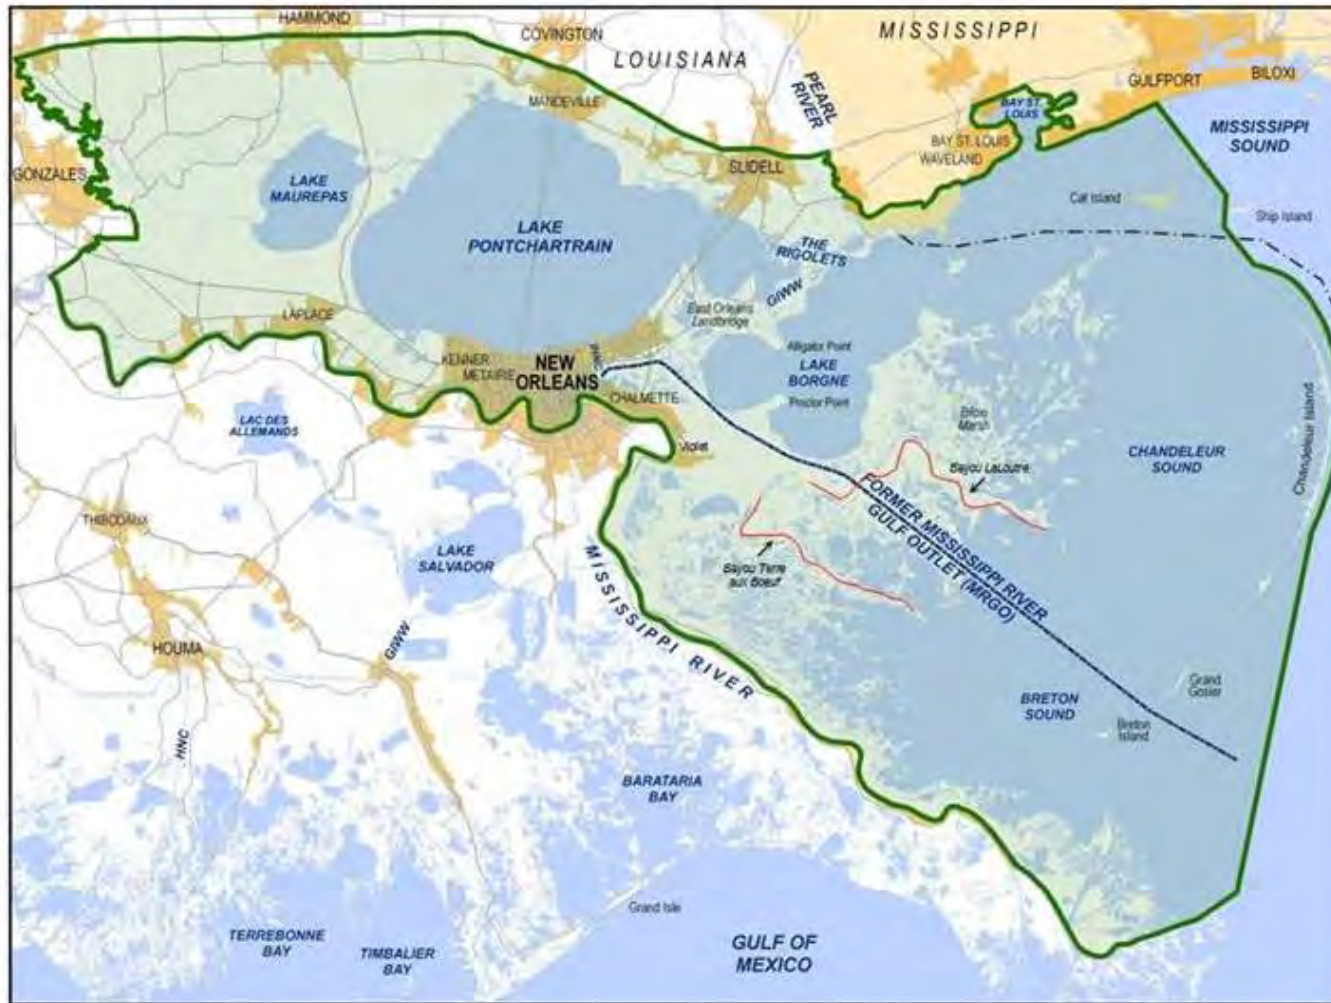 HAMMOND
COVINGTON
LOUISIANA
MISSISSIPPI
GULFPORT
BILOXI
MANDEVILLE
PEARL
RIVER
BAY ST.
LOUIS
MISSISSIPPI
SOUND
BAY ST. LOUIS
WAVELAND
GONZALES
SLIDELL
LAKE
MAUREPAS
Cat Island
Ship Island
LAKE
PONTCHARTRAIN
THE
RIGOLETS
GIWW
East Orleans
Landbridge
LAPLACE
KENNER
METAIRIE
NEW
ORLEANS
IHNC
CHALMETTE
Alligator Point
LAKE
BORGNE
Proctor Point
Biloxi
Marsh
LAC DES
ALLEMANDS
Violet
Bayou LaLoutre
CHANDELEUR
SOUND
Chandeleur Island
FORMER MISSISSIPPI RIVER
GULF OUTLET (MRGO)
THIBODAUX
LAKE
SALVADOR
Bayou Terre
aux Boeuf
MISSISSIPPI RIVER
HOUMA
GIWW
HNC
BRETON
SOUND
Grand
Gosier
Breton
Island
BARATARIA
BAY
Grand Isle
TERREBONNE
BAY
TIMBALIER
BAY
GULF OF
MEXICO